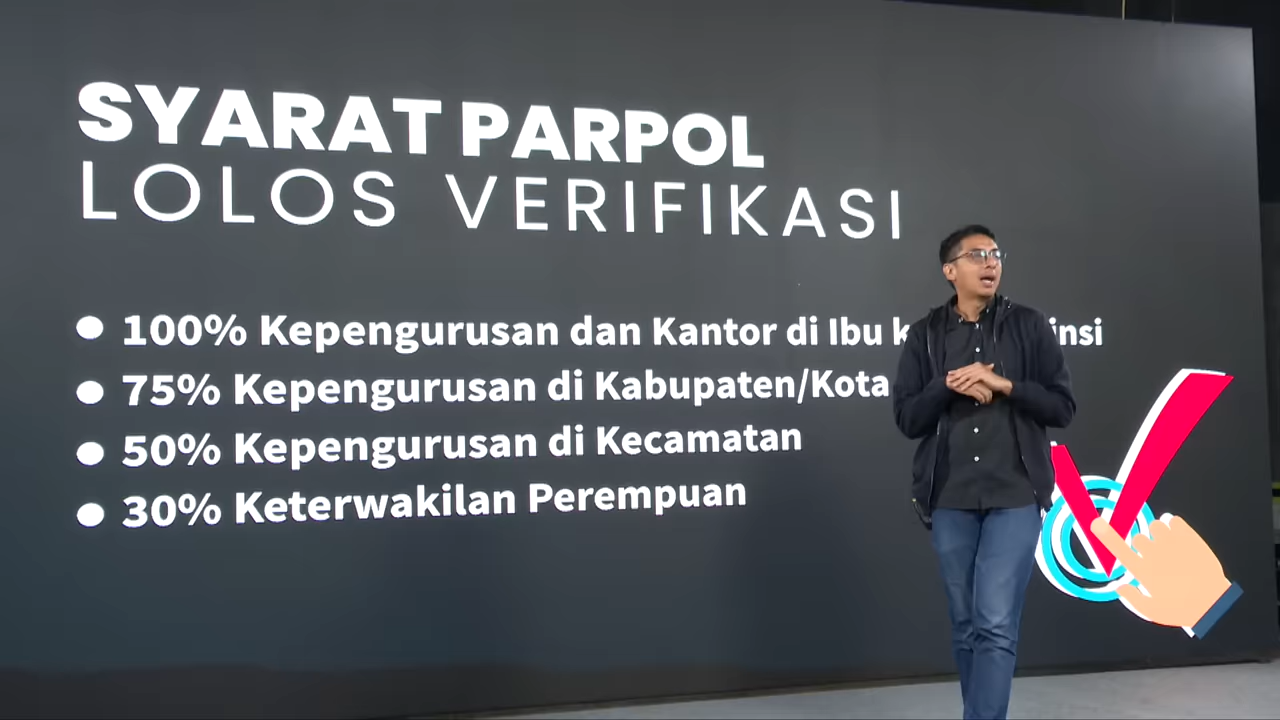 SYARAT PARPOL
LOLOS VERIFIKASI
100% Kepengurusan dan Kantor di Ibu
75% Kepengurusan di Kabupaten/Kota
50% Kepengurusan di Kecamatan
30% Keterwakilan Perempuan